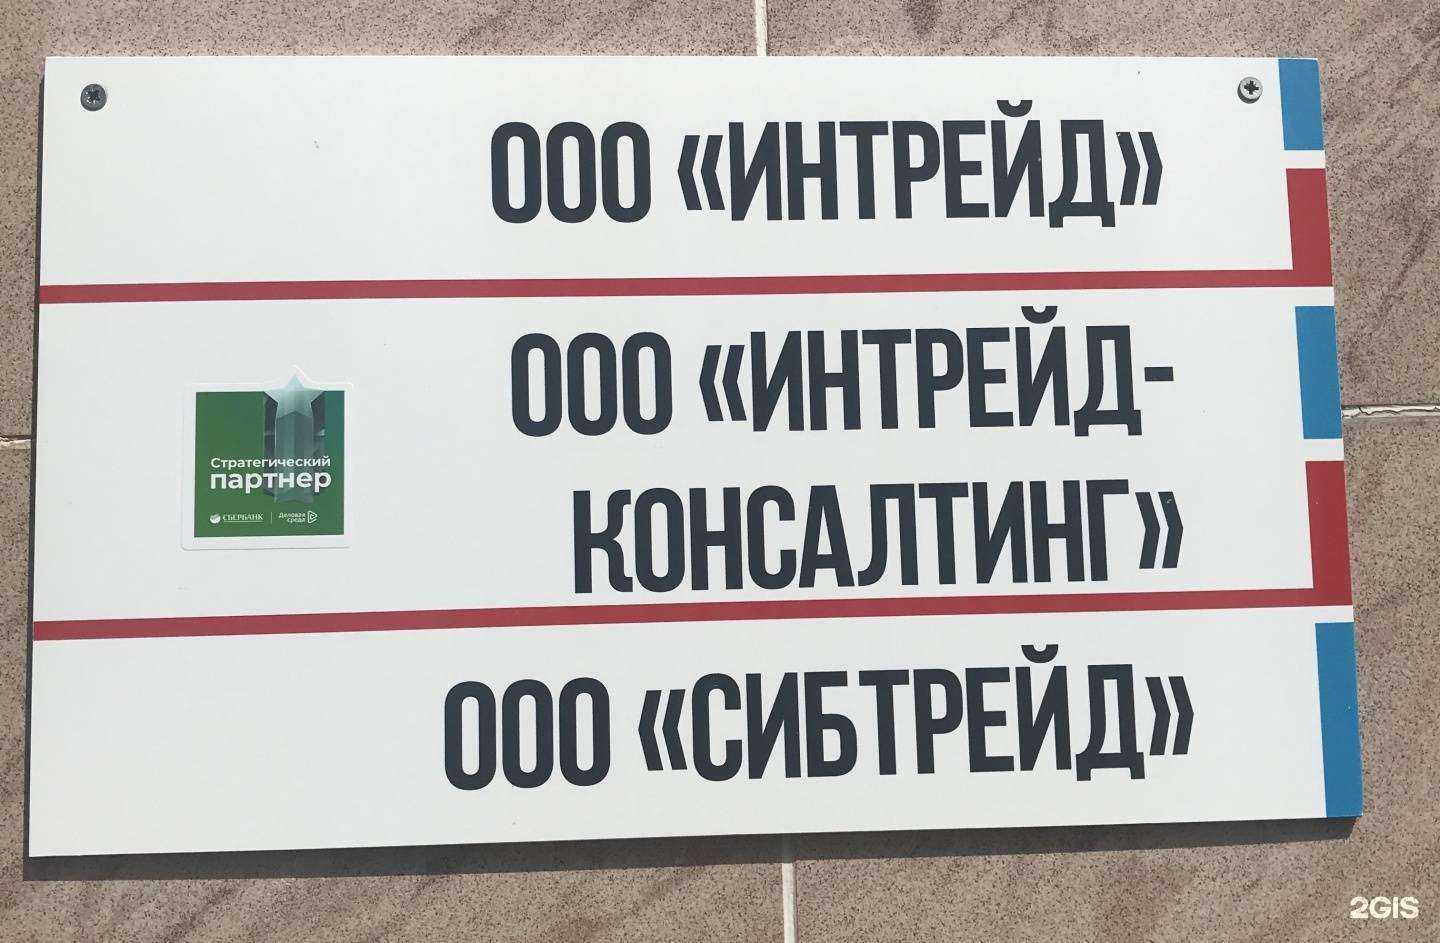 ООО «ИНТРЕЙД»
ООО «ИНТРЕЙД-
КОНСАЛТИНГ»
Стратегический
партнер
СБЕРБАНК
Деловая
среда
ООО «СИБТРЕЙД»
2GIS